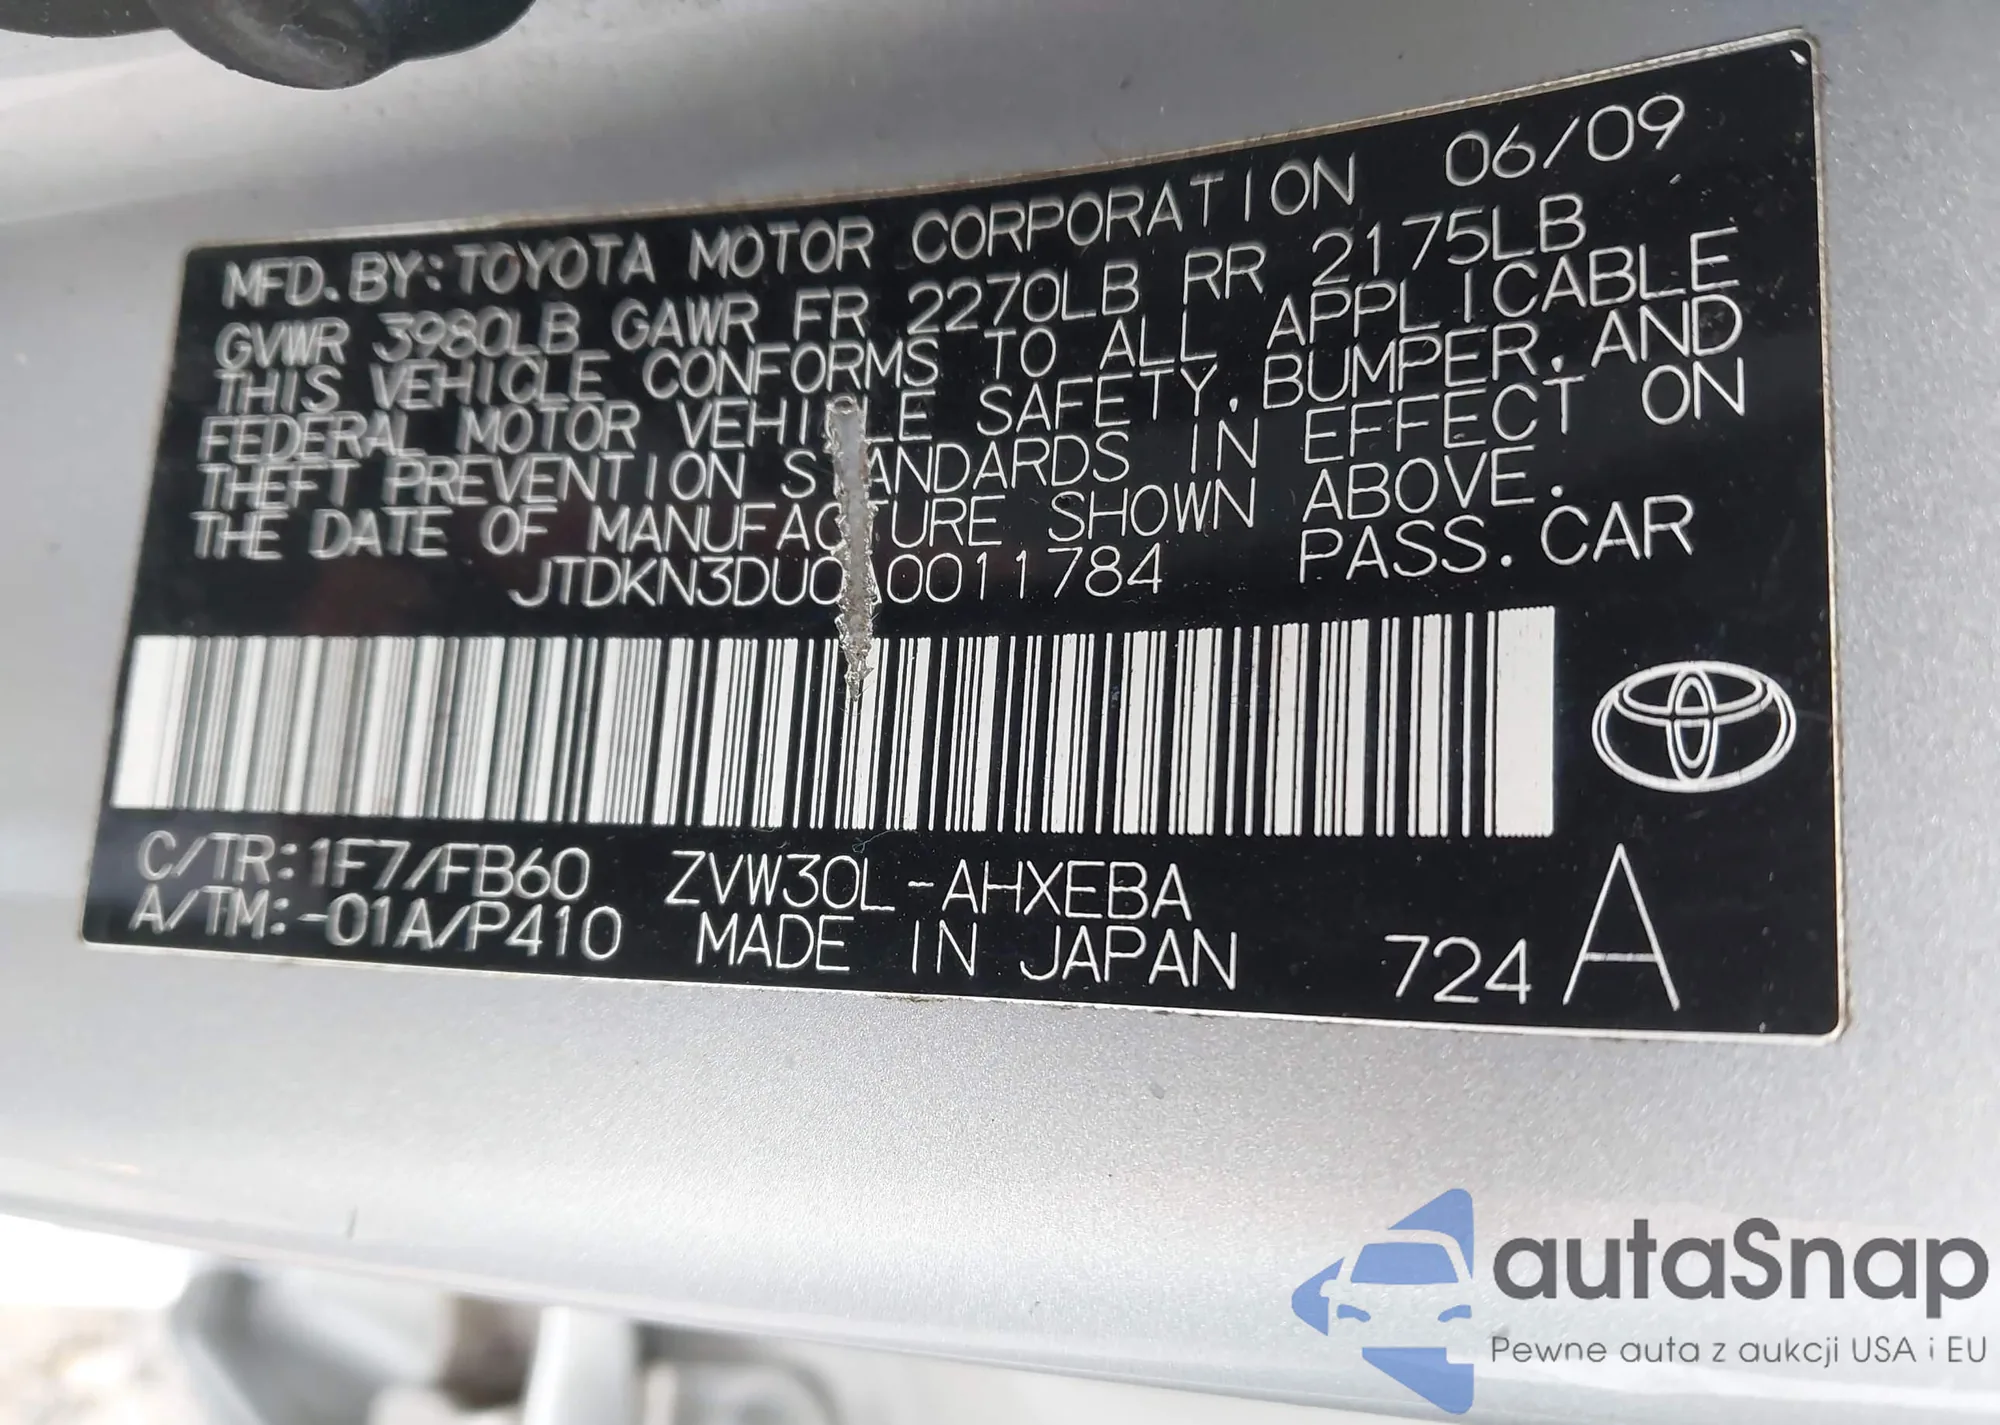 MFD. BY: TOYOTA MOTOR CORPORATION 06/09
GVWR 3980LB GAWR FR 2270LB RR 2175LB
THIS VEHICLE CONFORMS TO ALL APPLICABLE
FEDERAL MOTOR VEHICLE SAFETY, BUMPER, AND
THEFT PREVENTION STANDARDS IN EFFECT ON
THE DATE OF MANUFACTURE SHOWN ABOVE.
JTDKN3DU0A0011784 PASS. CAR
C/TR: 1F7/FB60 ZVW30L-AHXEBA
A/TM: -01A/P410 MADE IN JAPAN 724 A
autaSnap
Pewne auta z aukcji USA i EU